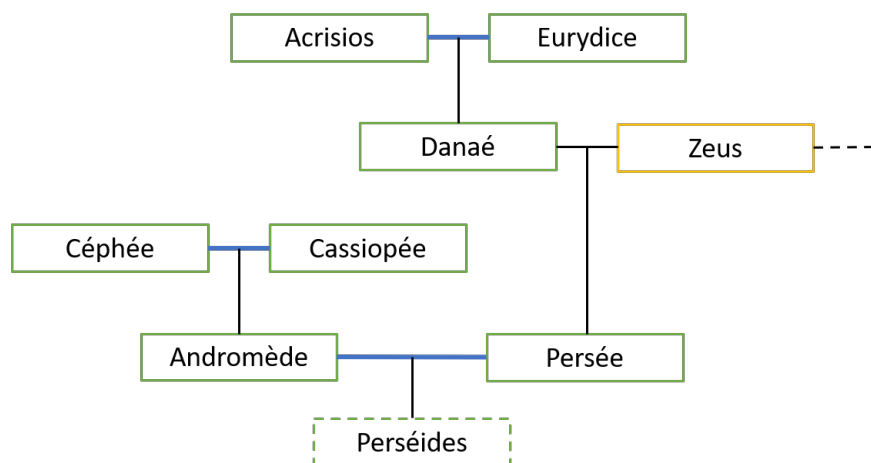 Acrisios
Eurydice
Danaé
Zeus
Céphée
Cassiopée
Andromède
Persée
Perséides